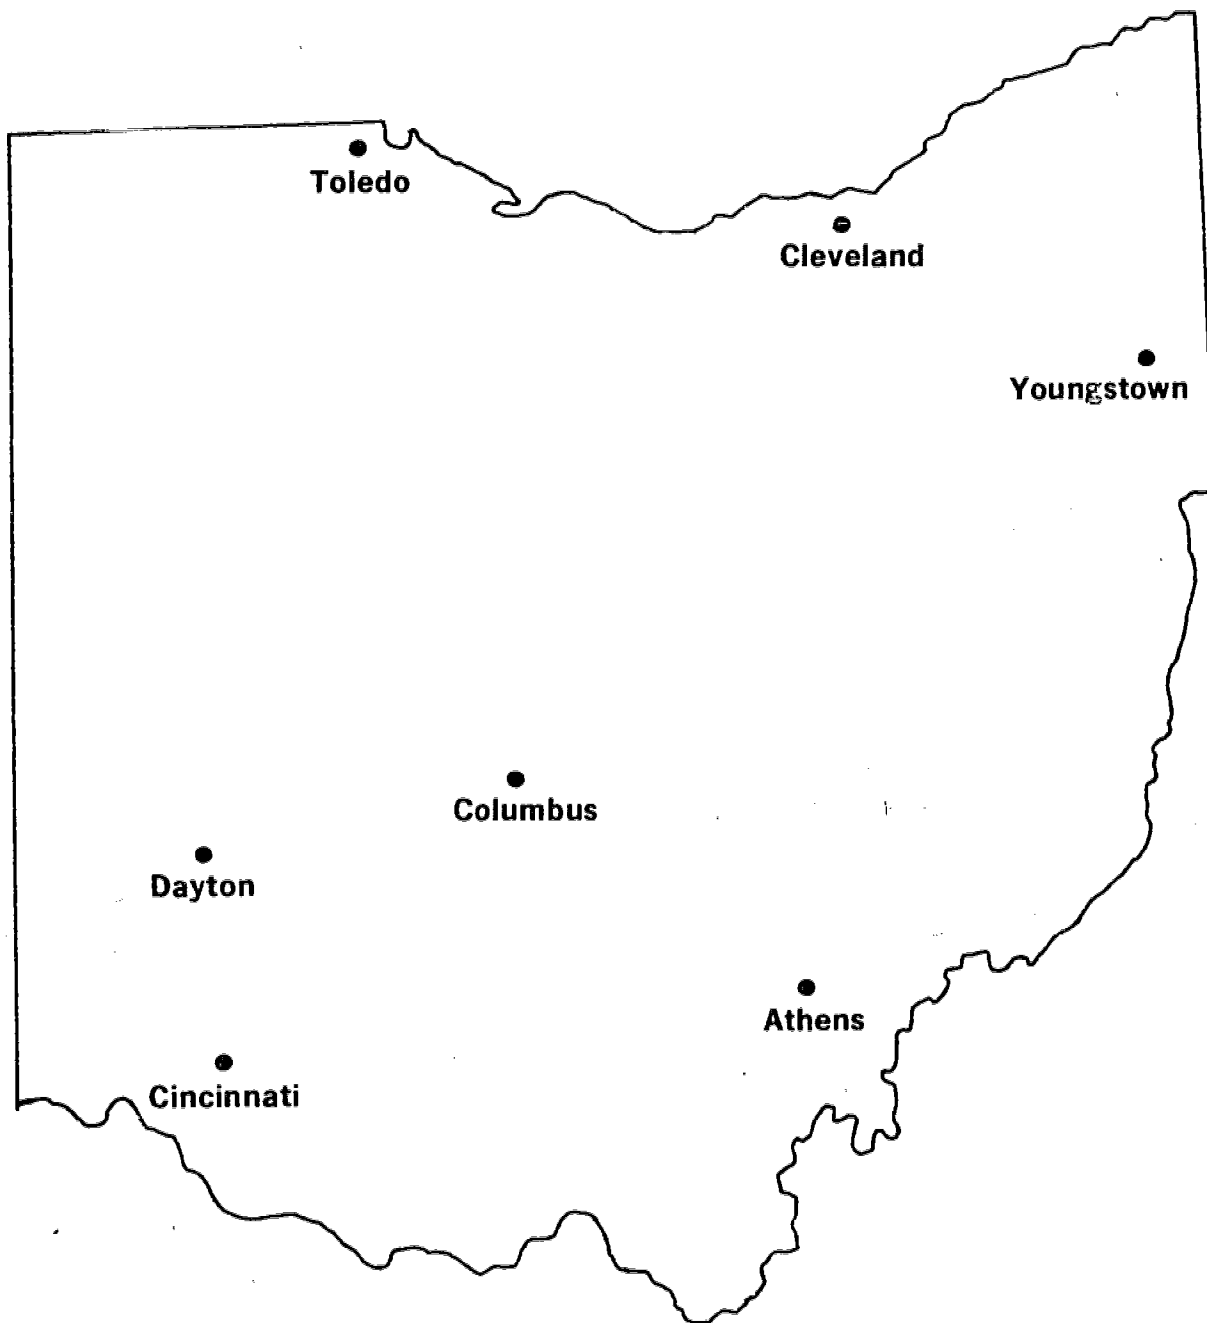 Toledo
Cleveland
Youngstown
Columbus
Dayton
Athens
Cincinnati